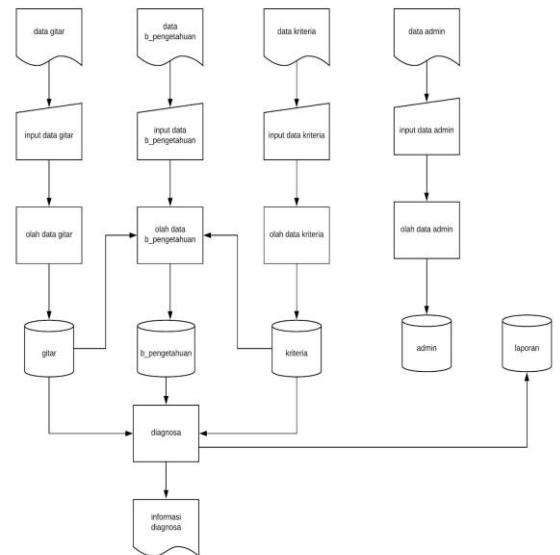 data gitar
data
b_pengetahuan
data kriteria
data admin
input data gitar
input data
b_pengetahuan
input data kriteria
input data admin
olah data gitar
olah data
b_pengetahuan
olah data kriteria
olah data admin
gitar
b_pengetahuan
kriteria
admin
laporan
diagnosa
informasi
diagnosa